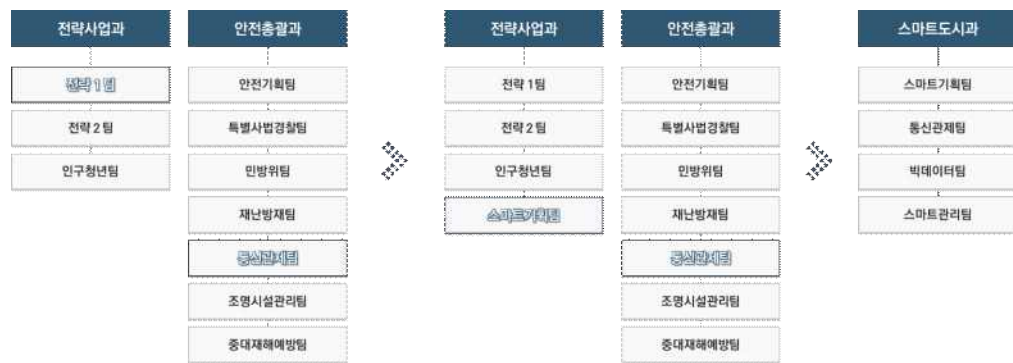 전략사업과
전략 1팀
전략 2팀
인구청년팀
안전총괄과
안전기획팀
특별사법경찰팀
민방위팀
재난방재팀
통신관제팀
조명시설관리팀
중대재해예방팀
전략사업과
전략 1팀
전략 2팀
인구청년팀
스마트기획팀
안전총괄과
안전기획팀
특별사법경찰팀
민방위팀
재난방재팀
통신관제팀
조명시설관리팀
중대재해예방팀
스마트도시과
스마트기획팀
통신관제팀
빅데이터팀
스마트관리팀